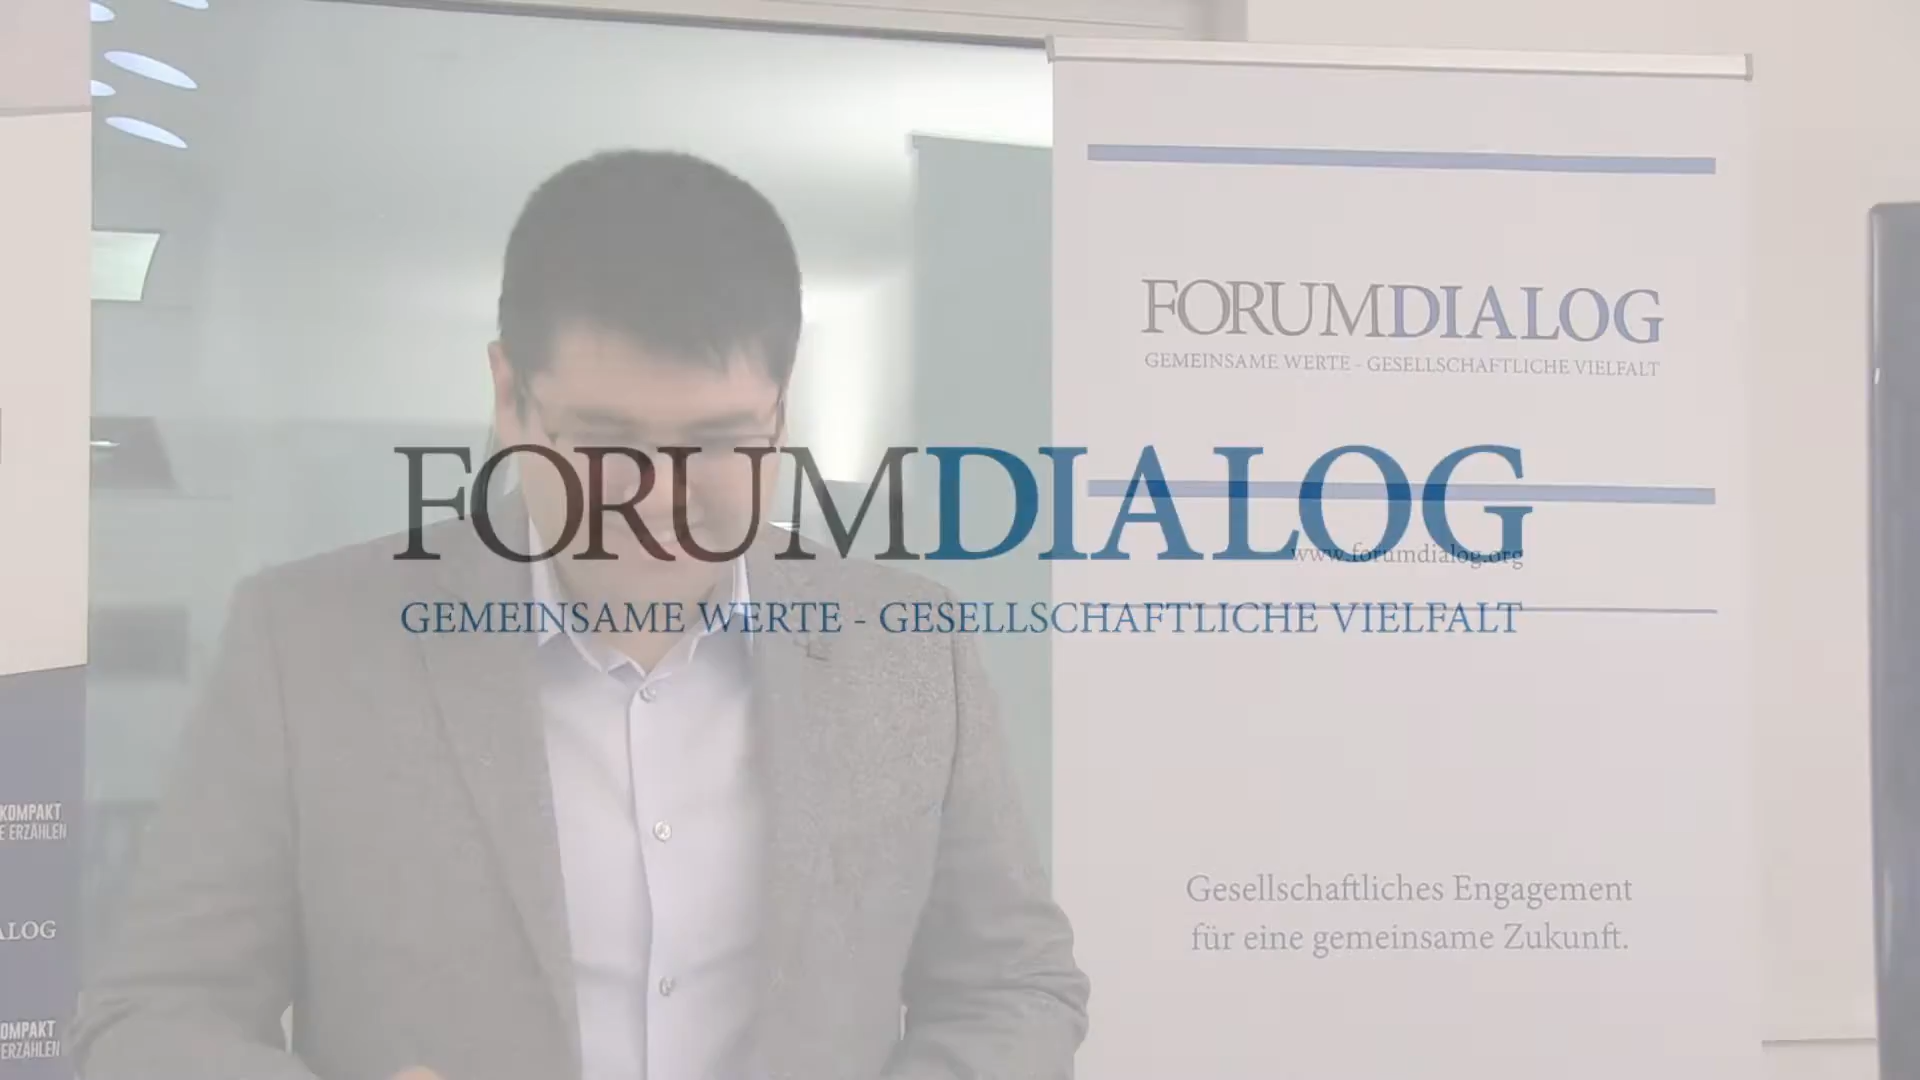 FORUMDIALOG
GEMEINSAME WERTE - GESELLSCHAFTLICHE VIELFALT
FORUMDIALOG
GEMEINSAME WERTE - GESELLSCHAFTLICHE VIELFALT
www.forumdialog.org
Gesellschaftliches Engagement
für eine gemeinsame Zukunft.
KOMPAKT
E ERZÄHLEN
ALOG
OMPAKT
ERZÄHLEN